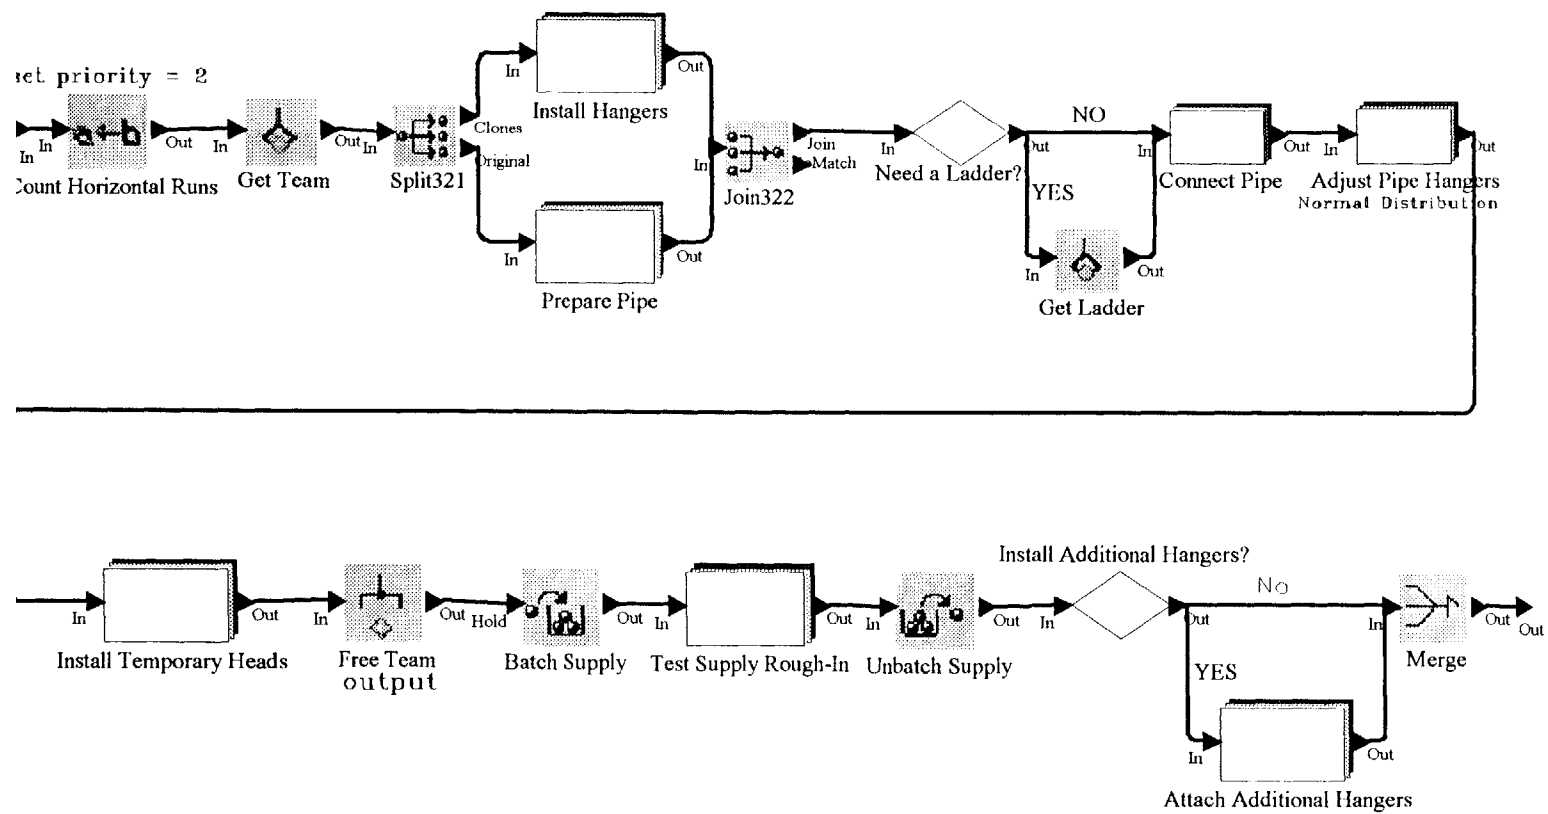 set priority = 2
In
In
Count Horizontal Runs
Out
In
Get Team
Out
In
Split321
Clones
Original
In
Install Hangers
Out
In
Prepare Pipe
Out
In
Join322
Join
Match
In
Need a Ladder?
Out
NO
YES
In
Get Ladder
Out
In
Connect Pipe
Out
In
Adjust Pipe Hangers
Normal Distribution
Out
In
Install Temporary Heads
Out
In
Free Team
output
Out
Hold
Batch Supply
Out
In
Test Supply Rough-In
Out
In
Unbatch Supply
Out
In
Install Additional Hangers?
Out
No
YES
In
Attach Additional Hangers
Out
In
Merge
Out
Out